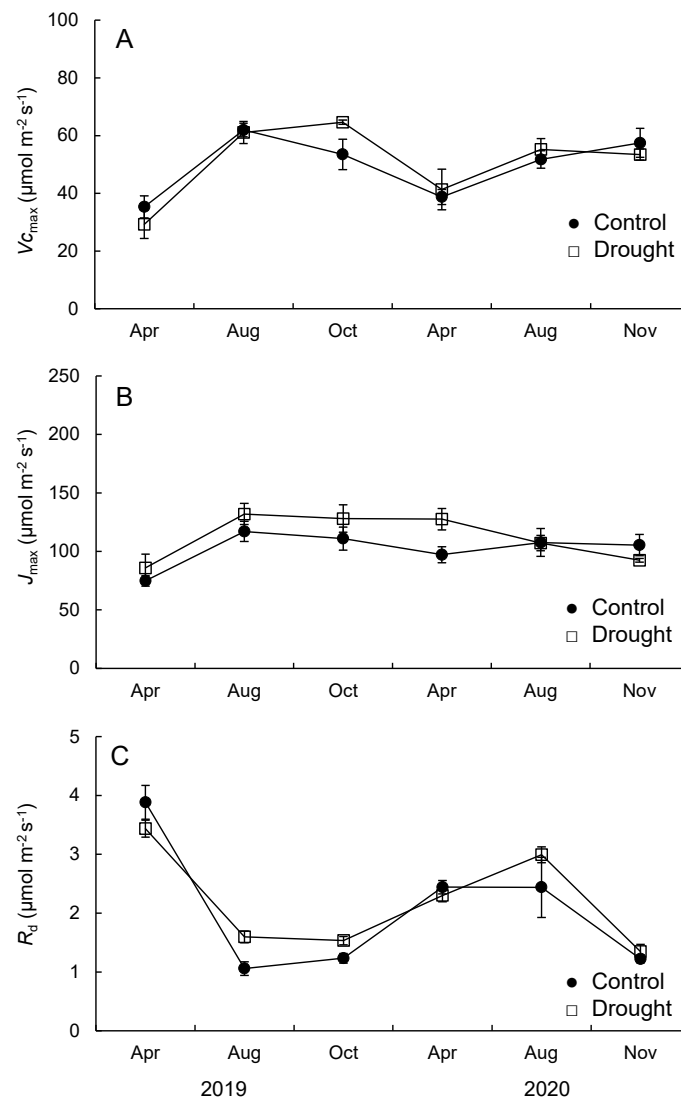 A
100
80
60
40
20
0
Vcmax (µmol m-2 s-1)
Control
Drought
Apr Aug Oct Apr Aug Nov
B
250
200
150
100
50
0
Jmax (µmol m-2 s-1)
Control
Drought
Apr Aug Oct Apr Aug Nov
C
5
4
3
2
1
0
Rd (µmol m-2 s-1)
Control
Drought
Apr Aug Oct Apr Aug Nov
2019 2020